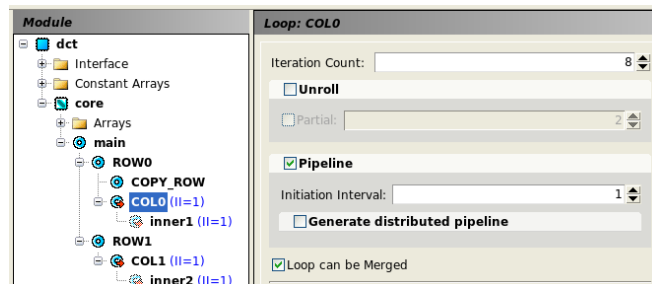 Module
dct
Interface
Constant Arrays
core
Arrays
main
ROW0
COPY_ROW
COL0 (II=1)
inner1 (II=1)
ROW1
COL1 (II=1)
inner2 (II=1)
Loop: COL0
Iteration Count: 8
Unroll
Partial: 2
Pipeline
Initiation Interval: 1
Generate distributed pipeline
Loop can be Merged